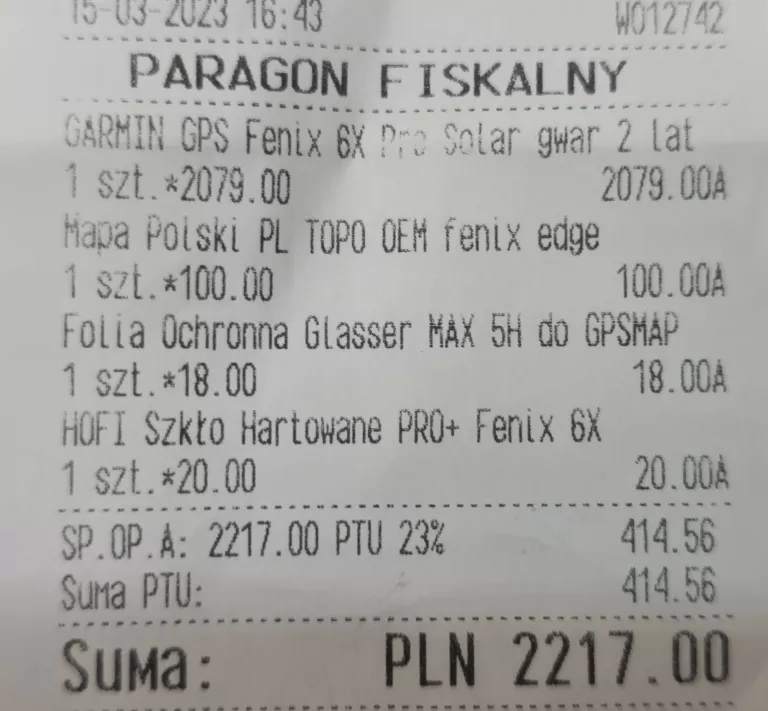 15-03-2023 16:43 W012742
PARAGON FISKALNY
GARMIN GPS Fenix 6X Pro Solar gwar 2 lat
1 szt.*2079.00 2079.00A
Mapa Polski PL TOPO OEM fenix edge
1 szt.*100.00 100.00A
Folia Ochronna Glasser MAX 5H do GPSMAP
1 szt.*18.00 18.00A
HOFI Szkło Hartowane PRO+ Fenix 6X
1 szt.*20.00 20.00A
SP.OP.A: 2217.00 PTU 23% 414.56
Suma PTU: 414.56
Suma: PLN 2217.00